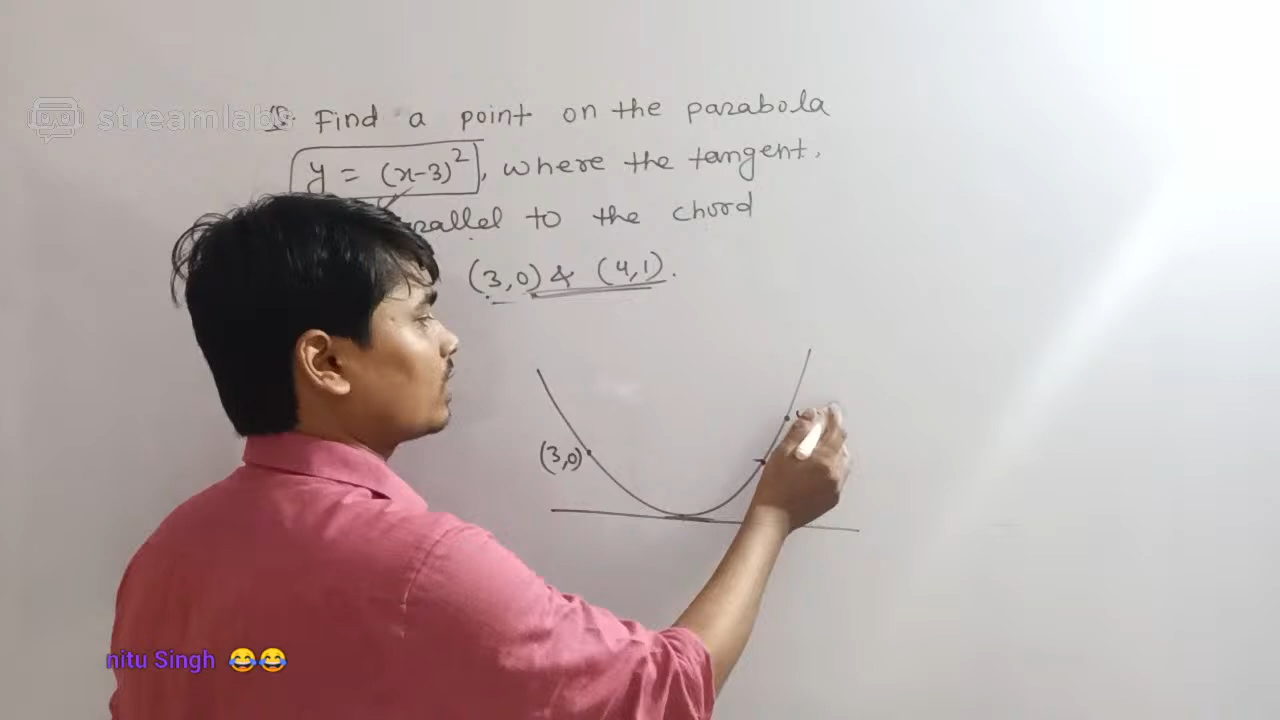 streamlabs
Q. Find a point on the parabola
y = (x-3)², where the tangent.
to the chord
(3,0) & (4,1).
(3,0)
nitu Singh 😂😂